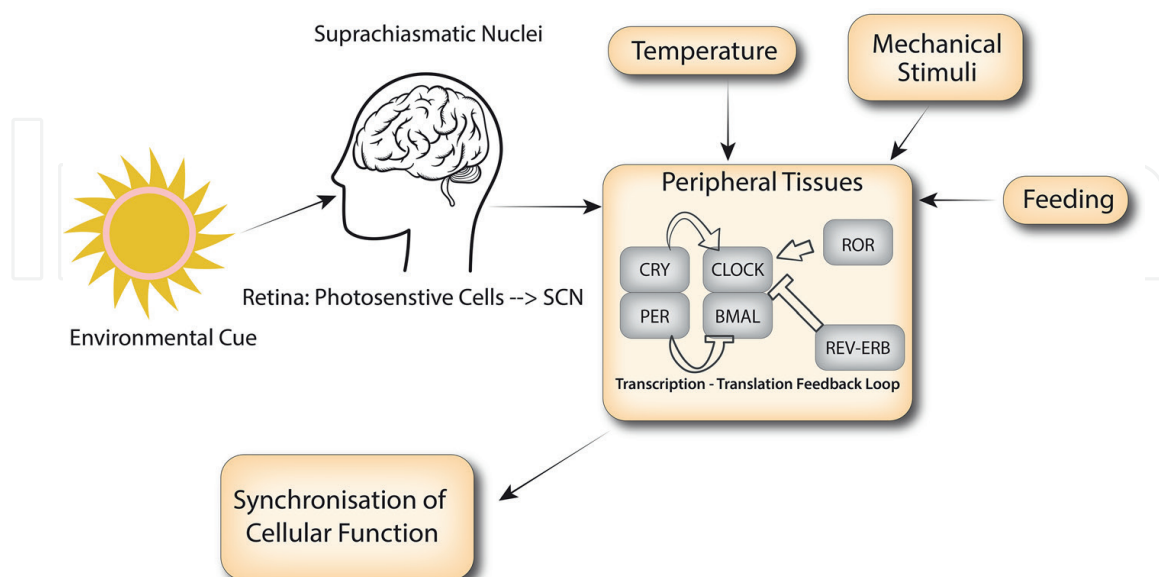 Suprachiasmatic Nuclei
Temperature
Mechanical
Stimuli
Peripheral Tissues
Feeding
CRY
CLOCK
ROR
PER
BMAL
REV-ERB
Transcription - Translation Feedback Loop
Retina: Photosenstive Cells --> SCN
Environmental Cue
Synchronisation of
Cellular Function